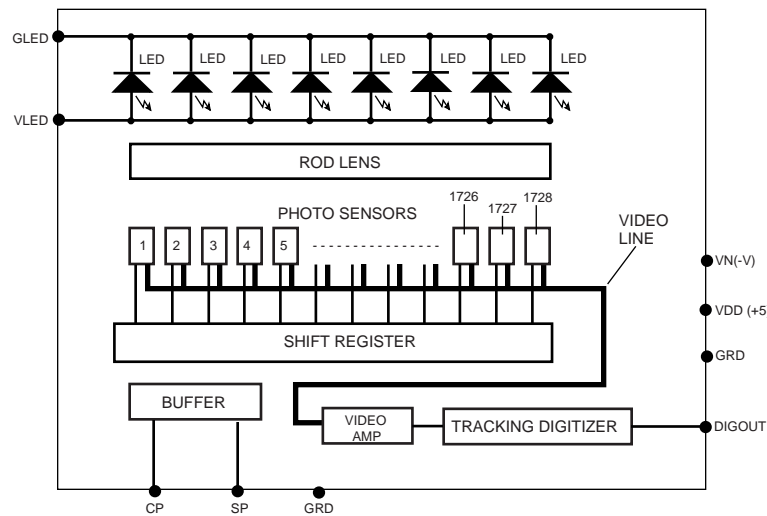 GLED
LED LED LED LED LED LED LED LED
VLED
ROD LENS
1726
1727
1728
PHOTO SENSORS
VIDEO
LINE
1 2 3 4 5
VN(-V)
VDD (+5)
SHIFT REGISTER
GRD
BUFFER
VIDEO
AMP
TRACKING DIGITIZER
DIGOUT
CP SP GRD